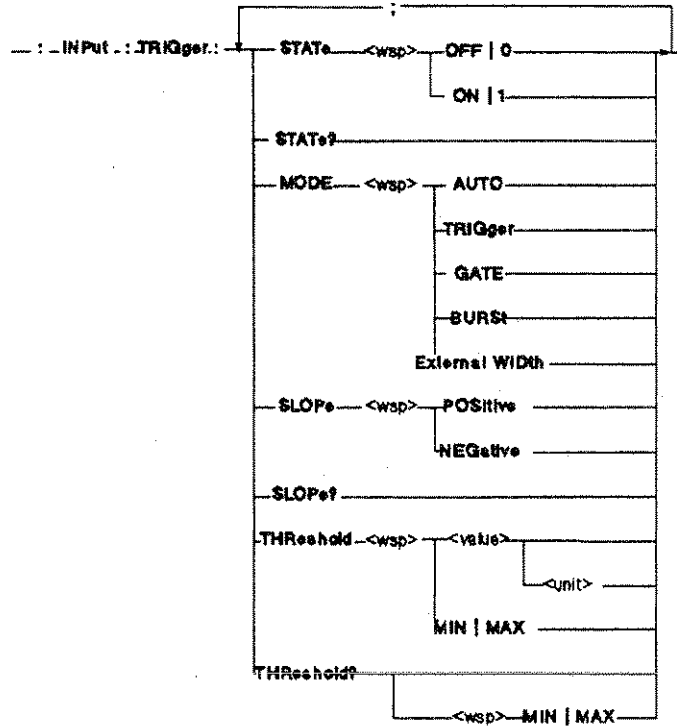 ;
: INPut : TRIGger : STATe <wsp> OFF | 0
ON | 1
STATe?
MODE <wsp> AUTO
TRIGger
GATE
BURSt
External WIDth
SLOPe <wsp> POSitive
NEGative
SLOPe?
THReshold <wsp> <value>
<unit>
MIN | MAX
THReshold?
<wsp> MIN | MAX